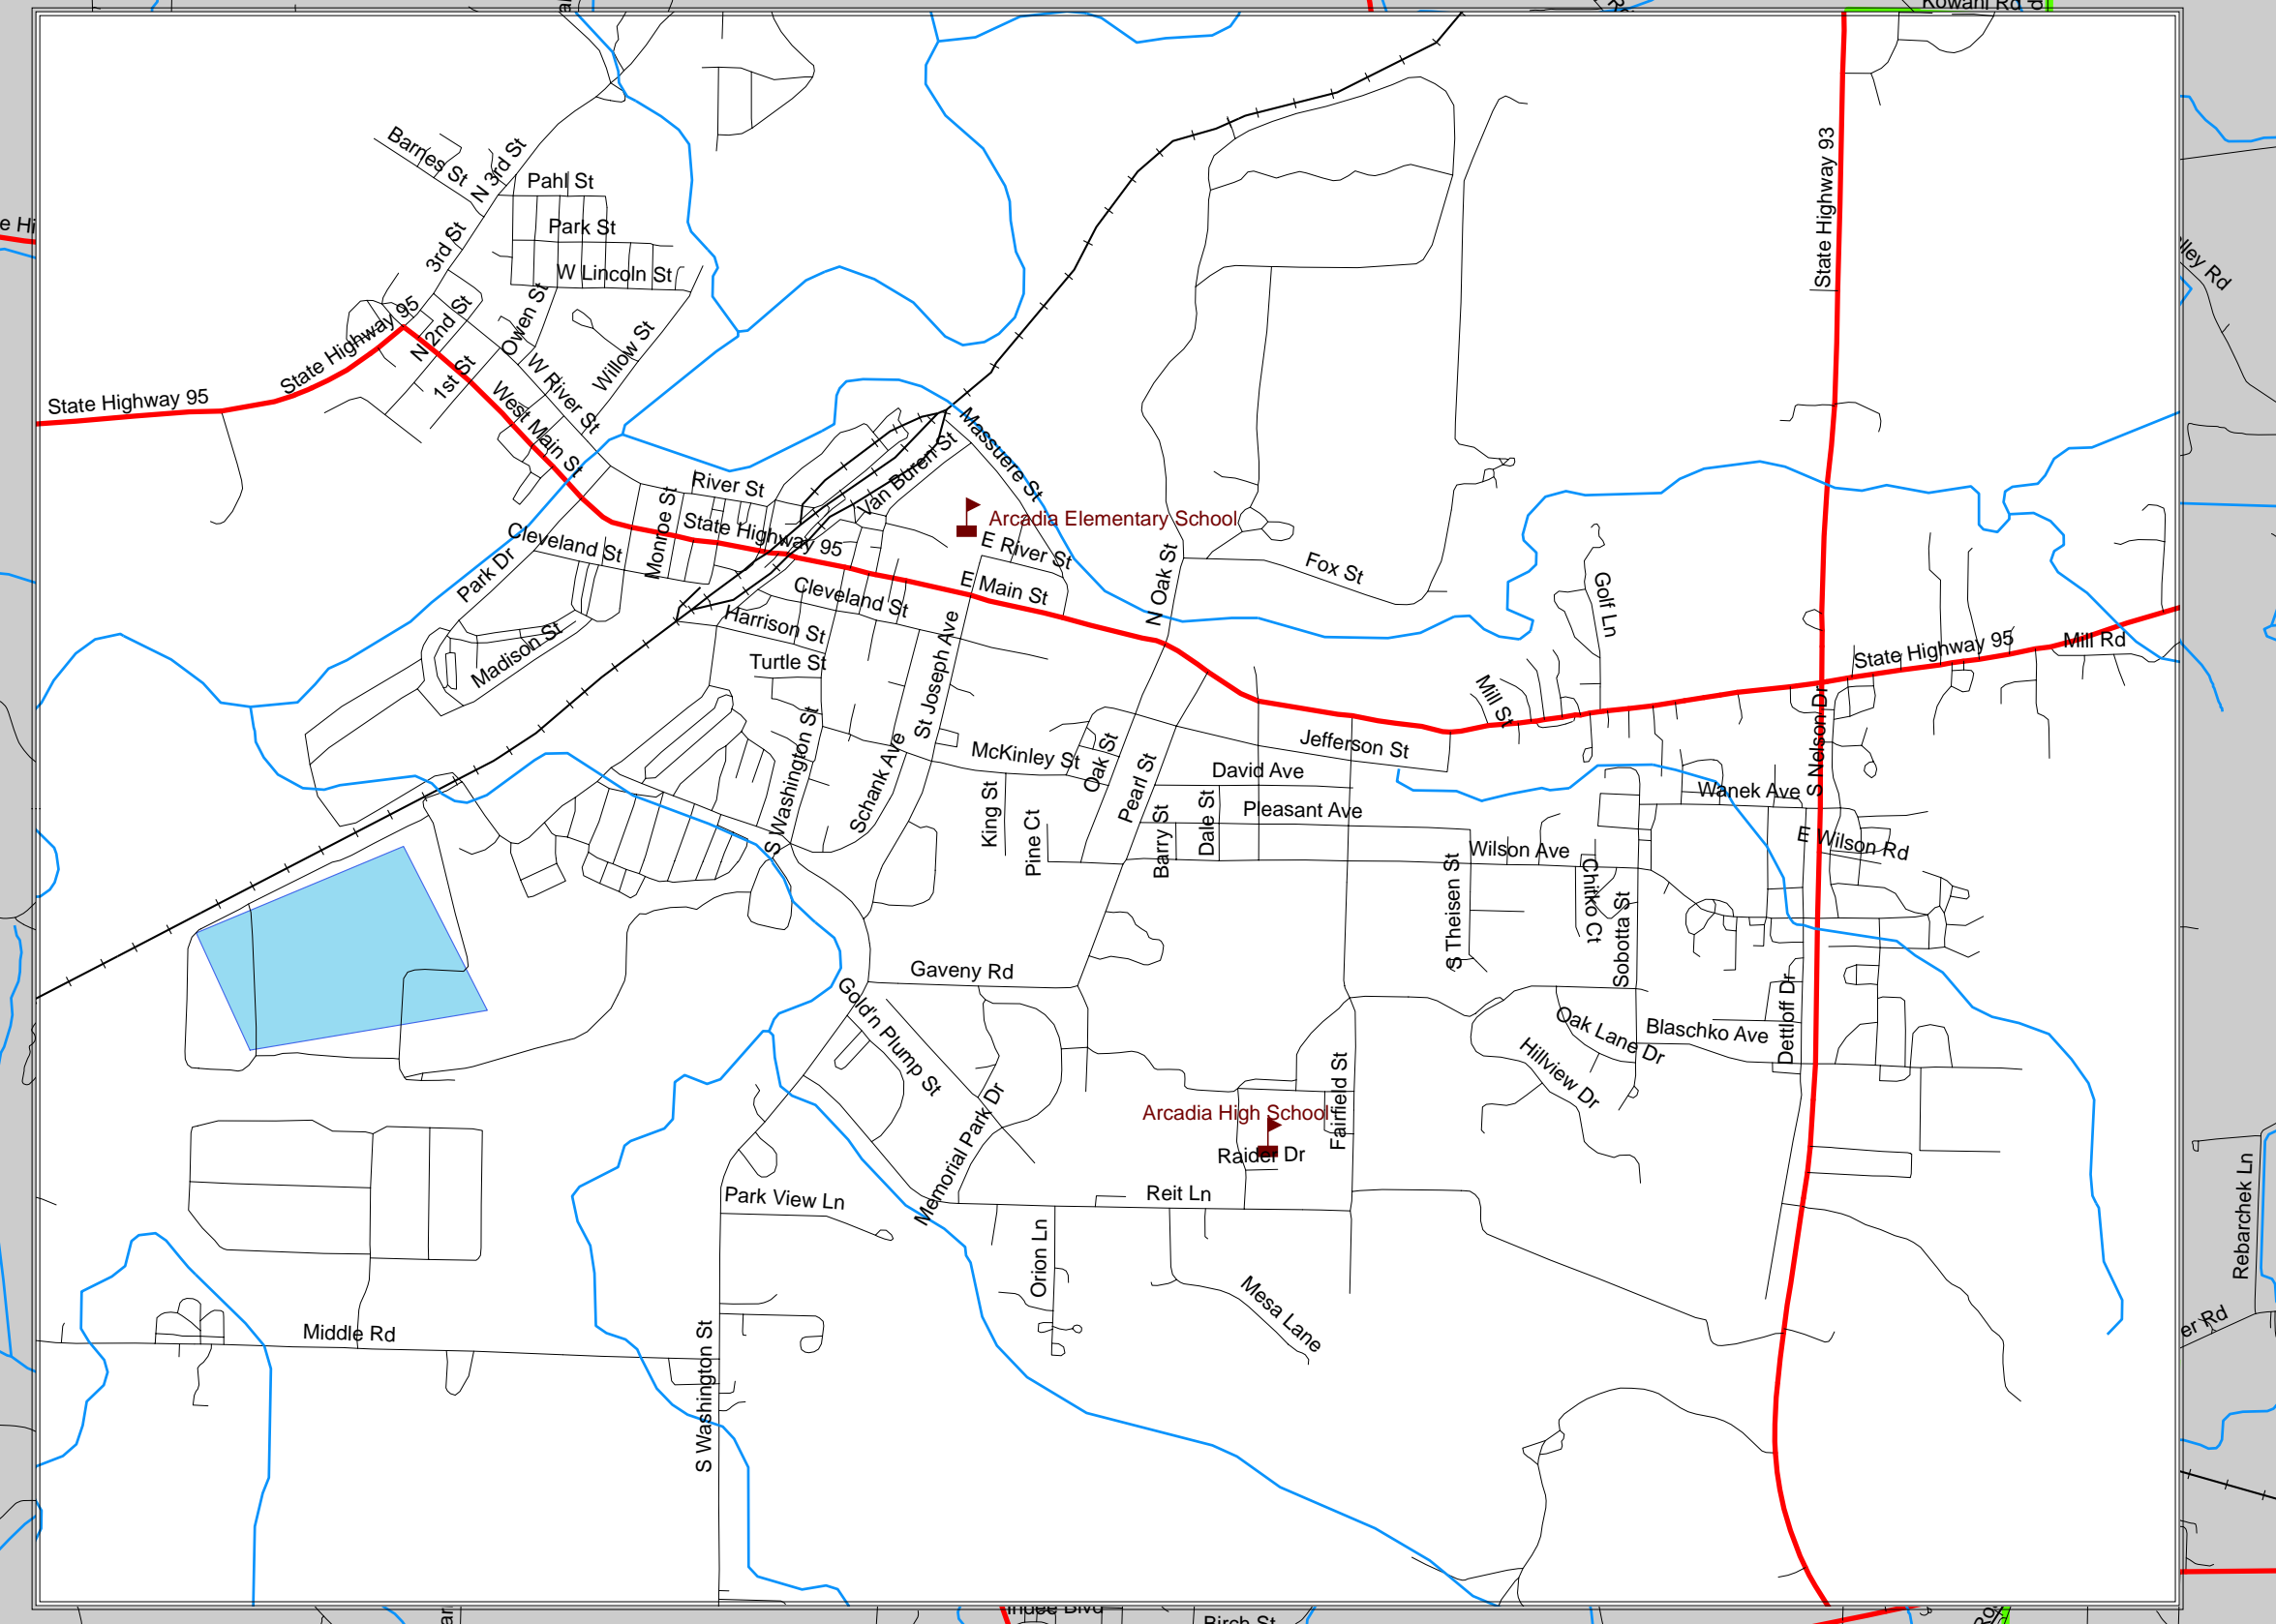 Kowahl Rd
Barnes St
N 3rd St
Pahl St
Park St
3rd St
W Lincoln St
State Highway 93
lley Rd
e Hi
State Highway 95
N 2nd St
Owen St
Willow St
1st St
W River St
State Highway 95
West Main St
Massuere St
Van Buren St
River St
Monroe St
State Highway 95
Arcadia Elementary School
E River St
Cleveland St
Park Dr
E Main St
Cleveland St
N Oak St
Fox St
Golf Ln
Harrison St
Madison St
Turtle St
St Joseph Ave
State Highway 95
Mill Rd
Mill St
S Nelson Dr
S Washington St
Schank Ave
McKinley St
Oak St
Jefferson St
David Ave
Pearl St
Pleasant Ave
Wanek Ave
King St
Pine Ct
Barry St
Dale St
Wilson Ave
E Wilson Rd
S Theisen St
Chitko Ct
Sobotta St
Gaveny Rd
Gold'n Plump St
Oak Lane Dr
Blaschko Ave
Dettloff Dr
Hillview Dr
Memorial Park Dr
Arcadia High School
Fairfield St
Raider Dr
Park View Ln
Reit Ln
Orion Ln
Mesa Lane
Rebarchek Ln
er Rd
Middle Rd
S Washington St
Birch St